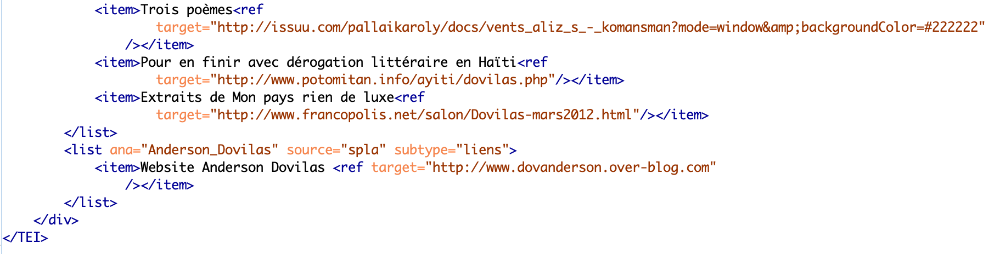 <item>Trois poèmes<ref
target="http://issuu.com/pallaikaroly/docs/vents_aliz_s_-_komansman?mode=window&amp;backgroundColor=#222222"
/></item>
<item>Pour en finir avec dérogation littéraire en Haïti<ref
target="http://www.potomitan.info/ayiti/dovilas.php"/></item>
<item>Extraits de Mon pays rien de luxe<ref
target="http://www.francopolis.net/salon/Dovilas-mars2012.html"/></item>
</list>
<list ana="Anderson_Dovilas" source="spla" subtype="liens">
<item>Website Anderson Dovilas <ref target="http://www.dovanderson.over-blog.com"
/></item>
</list>
</div>
</TEI>